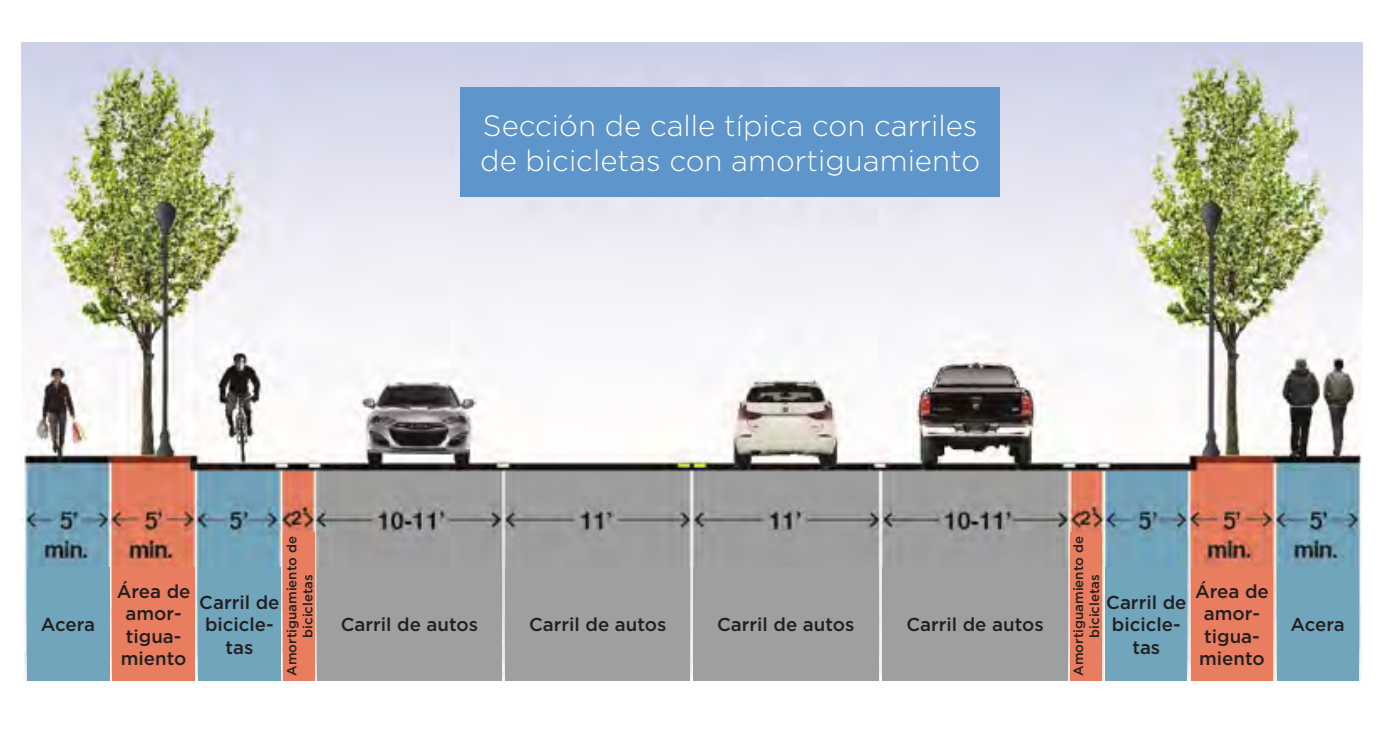 Sección de calle típica con carriles
de bicicletas con amortiguamiento
5'
min.
Acera
5'
min.
Área de
amor-
tigua-
miento
5'
Carril de
bicicle-
tas
2'
Amortiguamiento de
bicicletas
10-11'
Carril de autos
11'
Carril de autos
11'
Carril de autos
10-11'
Carril de autos
2'
Amortiguamiento de
bicicletas
5'
Carril de
bicicle-
tas
5'
min.
Área de
amor-
tigua-
miento
5'
min.
Acera